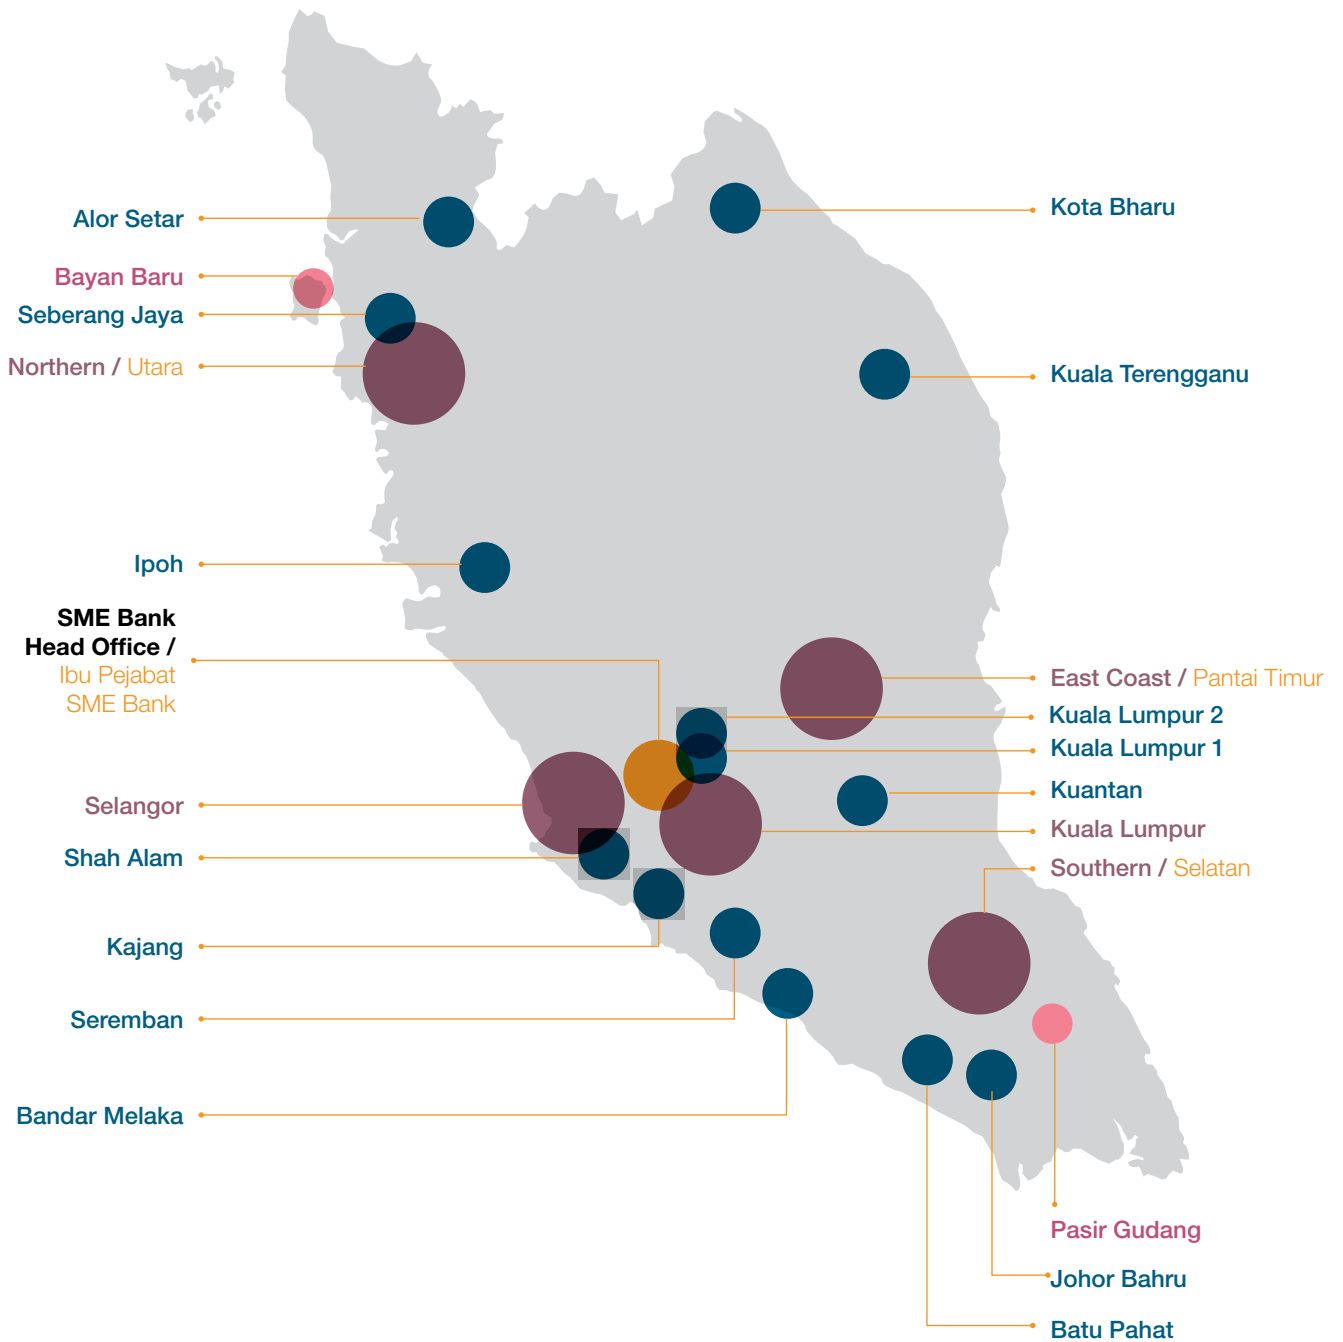 Alor Setar
Bayan Baru
Seberang Jaya
Northern / Utara
Ipoh
SME Bank
Head Office /
Ibu Pejabat
SME Bank
Selangor
Shah Alam
Kajang
Seremban
Bandar Melaka
Kota Bharu
Kuala Terengganu
East Coast / Pantai Timur
Kuala Lumpur 2
Kuala Lumpur 1
Kuantan
Kuala Lumpur
Southern / Selatan
Pasir Gudang
Johor Bahru
Batu Pahat